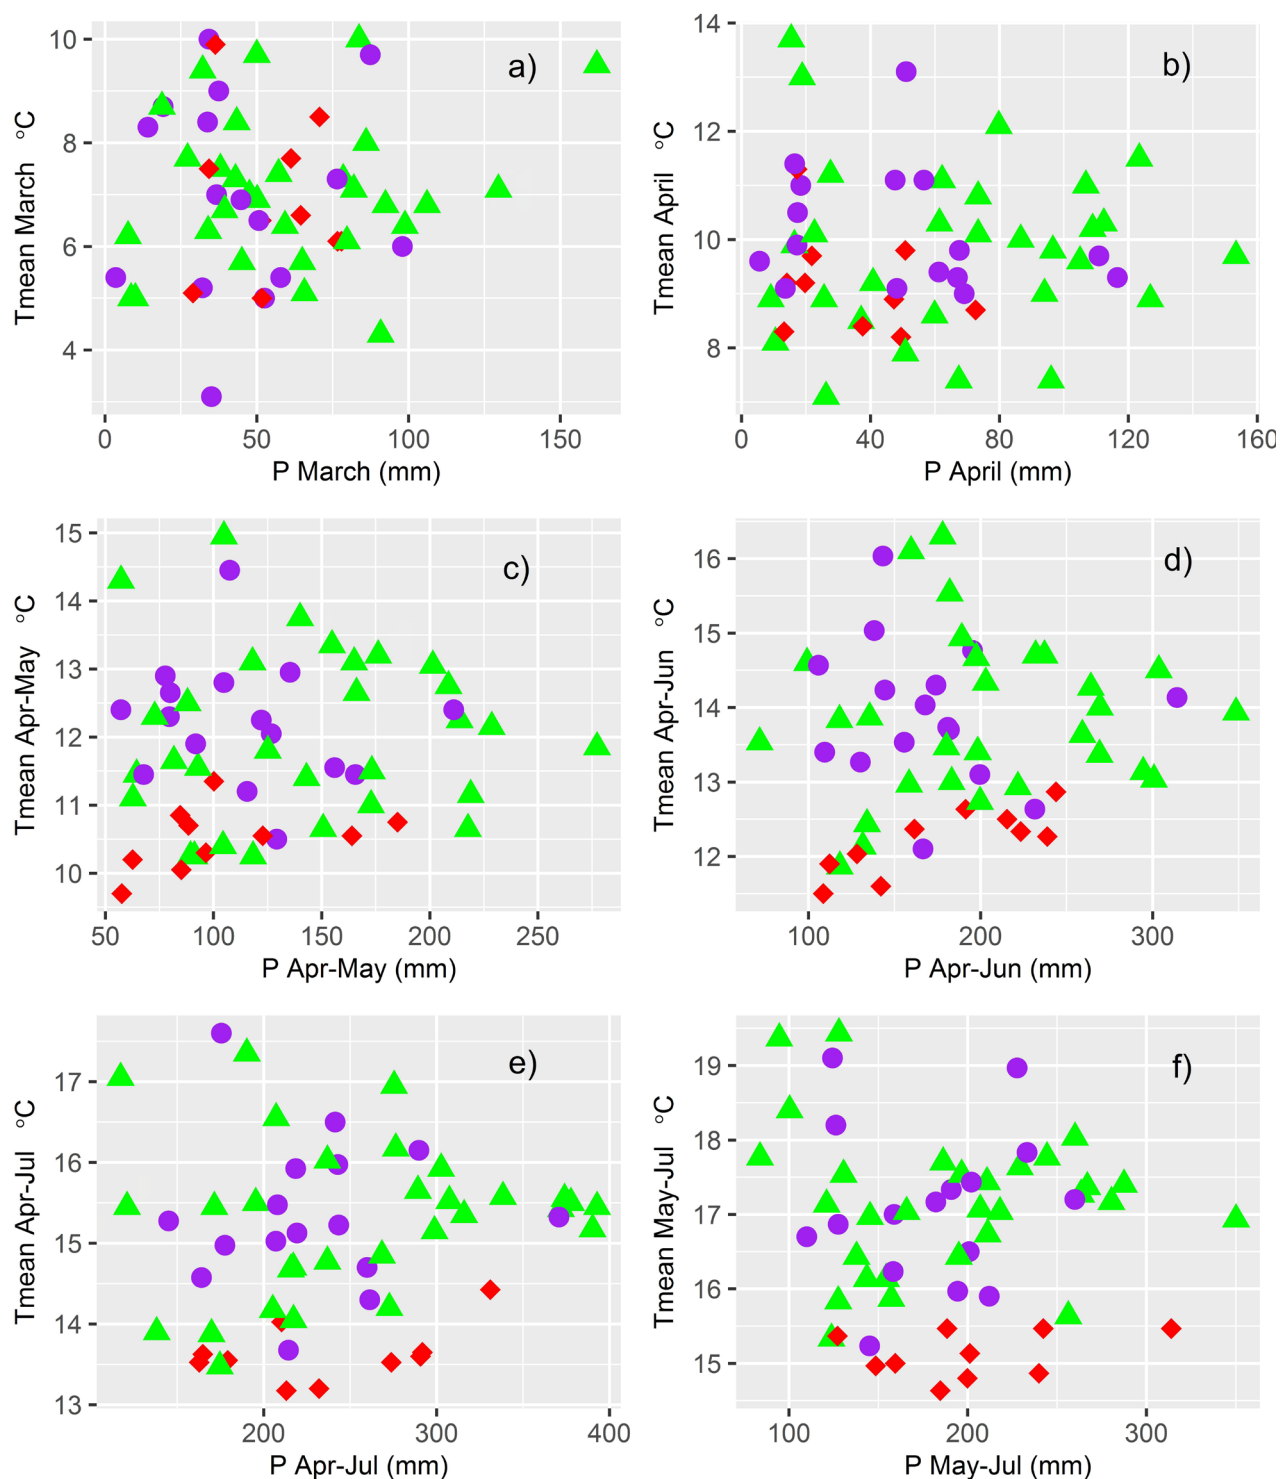 a)
Tmean March °C
10
8
6
4
0 50 100 150
P March (mm)
b)
Tmean April °C
14
12
10
8
0 40 80 120 160
P April (mm)
c)
Tmean Apr-May °C
15
14
13
12
11
10
50 100 150 200 250
P Apr-May (mm)
d)
Tmean Apr-Jun °C
16
15
14
13
12
100 200 300
P Apr-Jun (mm)
e)
Tmean Apr-Jul °C
17
16
15
14
13
200 300 400
P Apr-Jul (mm)
f)
Tmean May-Jul °C
19
18
17
16
15
100 200 300
P May-Jul (mm)